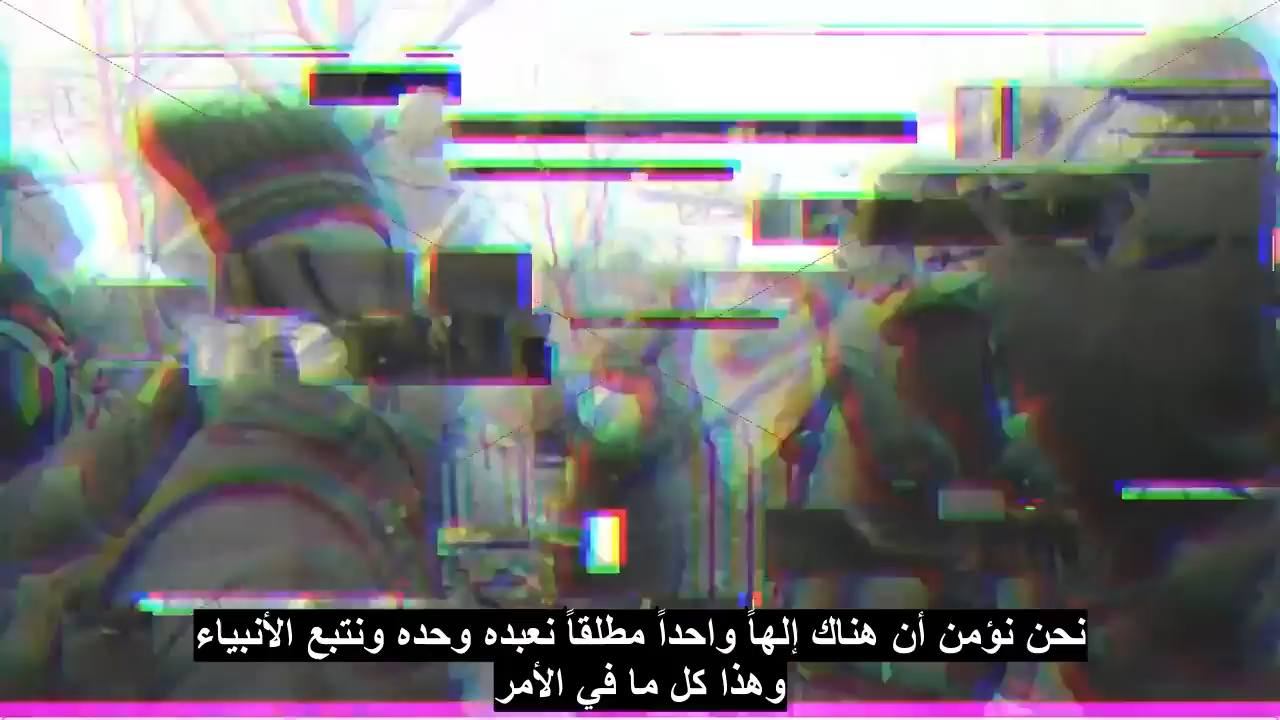 نحن نؤمن أن هناك إلهاً واحداً مطلقاً نعبده وحده ونتبع الأنبياء
وهذا كل ما في الأمر